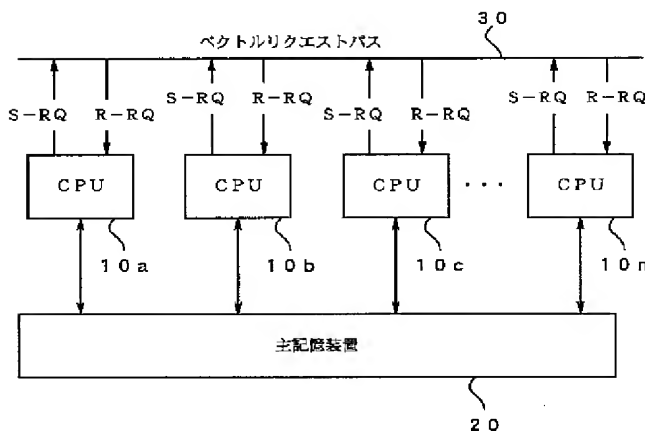 30
ベクトルリクエストパス
S-RQ R-RQ S-RQ R-RQ S-RQ R-RQ S-RQ R-RQ
CPU CPU CPU ・・・ CPU
10a 10b 10c 10n
主記憶装置
20